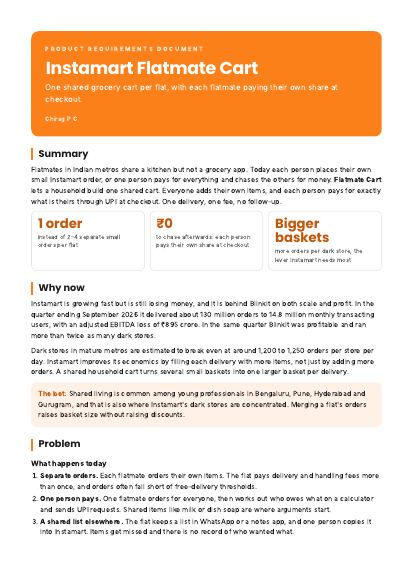 PRODUCT REQUIREMENTS DOCUMENT
Instamart Flatmate Cart
One shared grocery cart per flat, with each flatmate paying their own share at
checkout
Chirag P C
Summary
Flatmates in Indian metros share a kitchen but not a grocery app. Today each person places their own
small Instamart order, or one person pays for everything and chases the others for money. Flatmate Cart
lets a household build one shared cart. Everyone adds their own items, and each person pays for exactly
what is theirs through UPI at checkout. One delivery, one fee, no follow-up.
1 order
instead of 2–4 separate small
orders per flat
₹0
to chase afterwards: each person
pays their own share at checkout
Bigger
baskets
more orders per dark store, the
lever Instamart needs most
Why now
Instamart is growing fast but is still losing money, and it is behind Blinkit on both scale and profit. In the
quarter ending September 2026 it delivered about 130 million orders to 14.8 million monthly transacting
users, with an adjusted EBITDA loss of ₹895 crore. In the same quarter Blinkit was profitable and ran
more than twice as many dark stores.
Dark stores in mature metros are estimated to break even at around 1,200 to 1,250 orders per store per
day. Instamart improves its economics by filling each delivery with more items, not just by adding more
orders. A shared household cart turns several small baskets into one larger basket per delivery.
The bet: Shared living is common among young professionals in Bengaluru, Pune, Hyderabad and
Gurugram, and that is also where Instamart's dark stores are concentrated. Merging a flat's orders
raises basket size without raising discounts.
Problem
What happens today
1. Separate orders. Each flatmate orders their own items. The flat pays delivery and handling fees more
than once, and orders often fall short of free-delivery thresholds.
2. One person pays. One flatmate orders for everyone, then works out who owes what on a calculator
and sends UPI requests. Shared items like milk or dish soap are where arguments start.
3. A shared list elsewhere. The flat keeps a list in WhatsApp or a notes app, and one person copies it
into Instamart. Items get missed and there is no record of who wanted what.